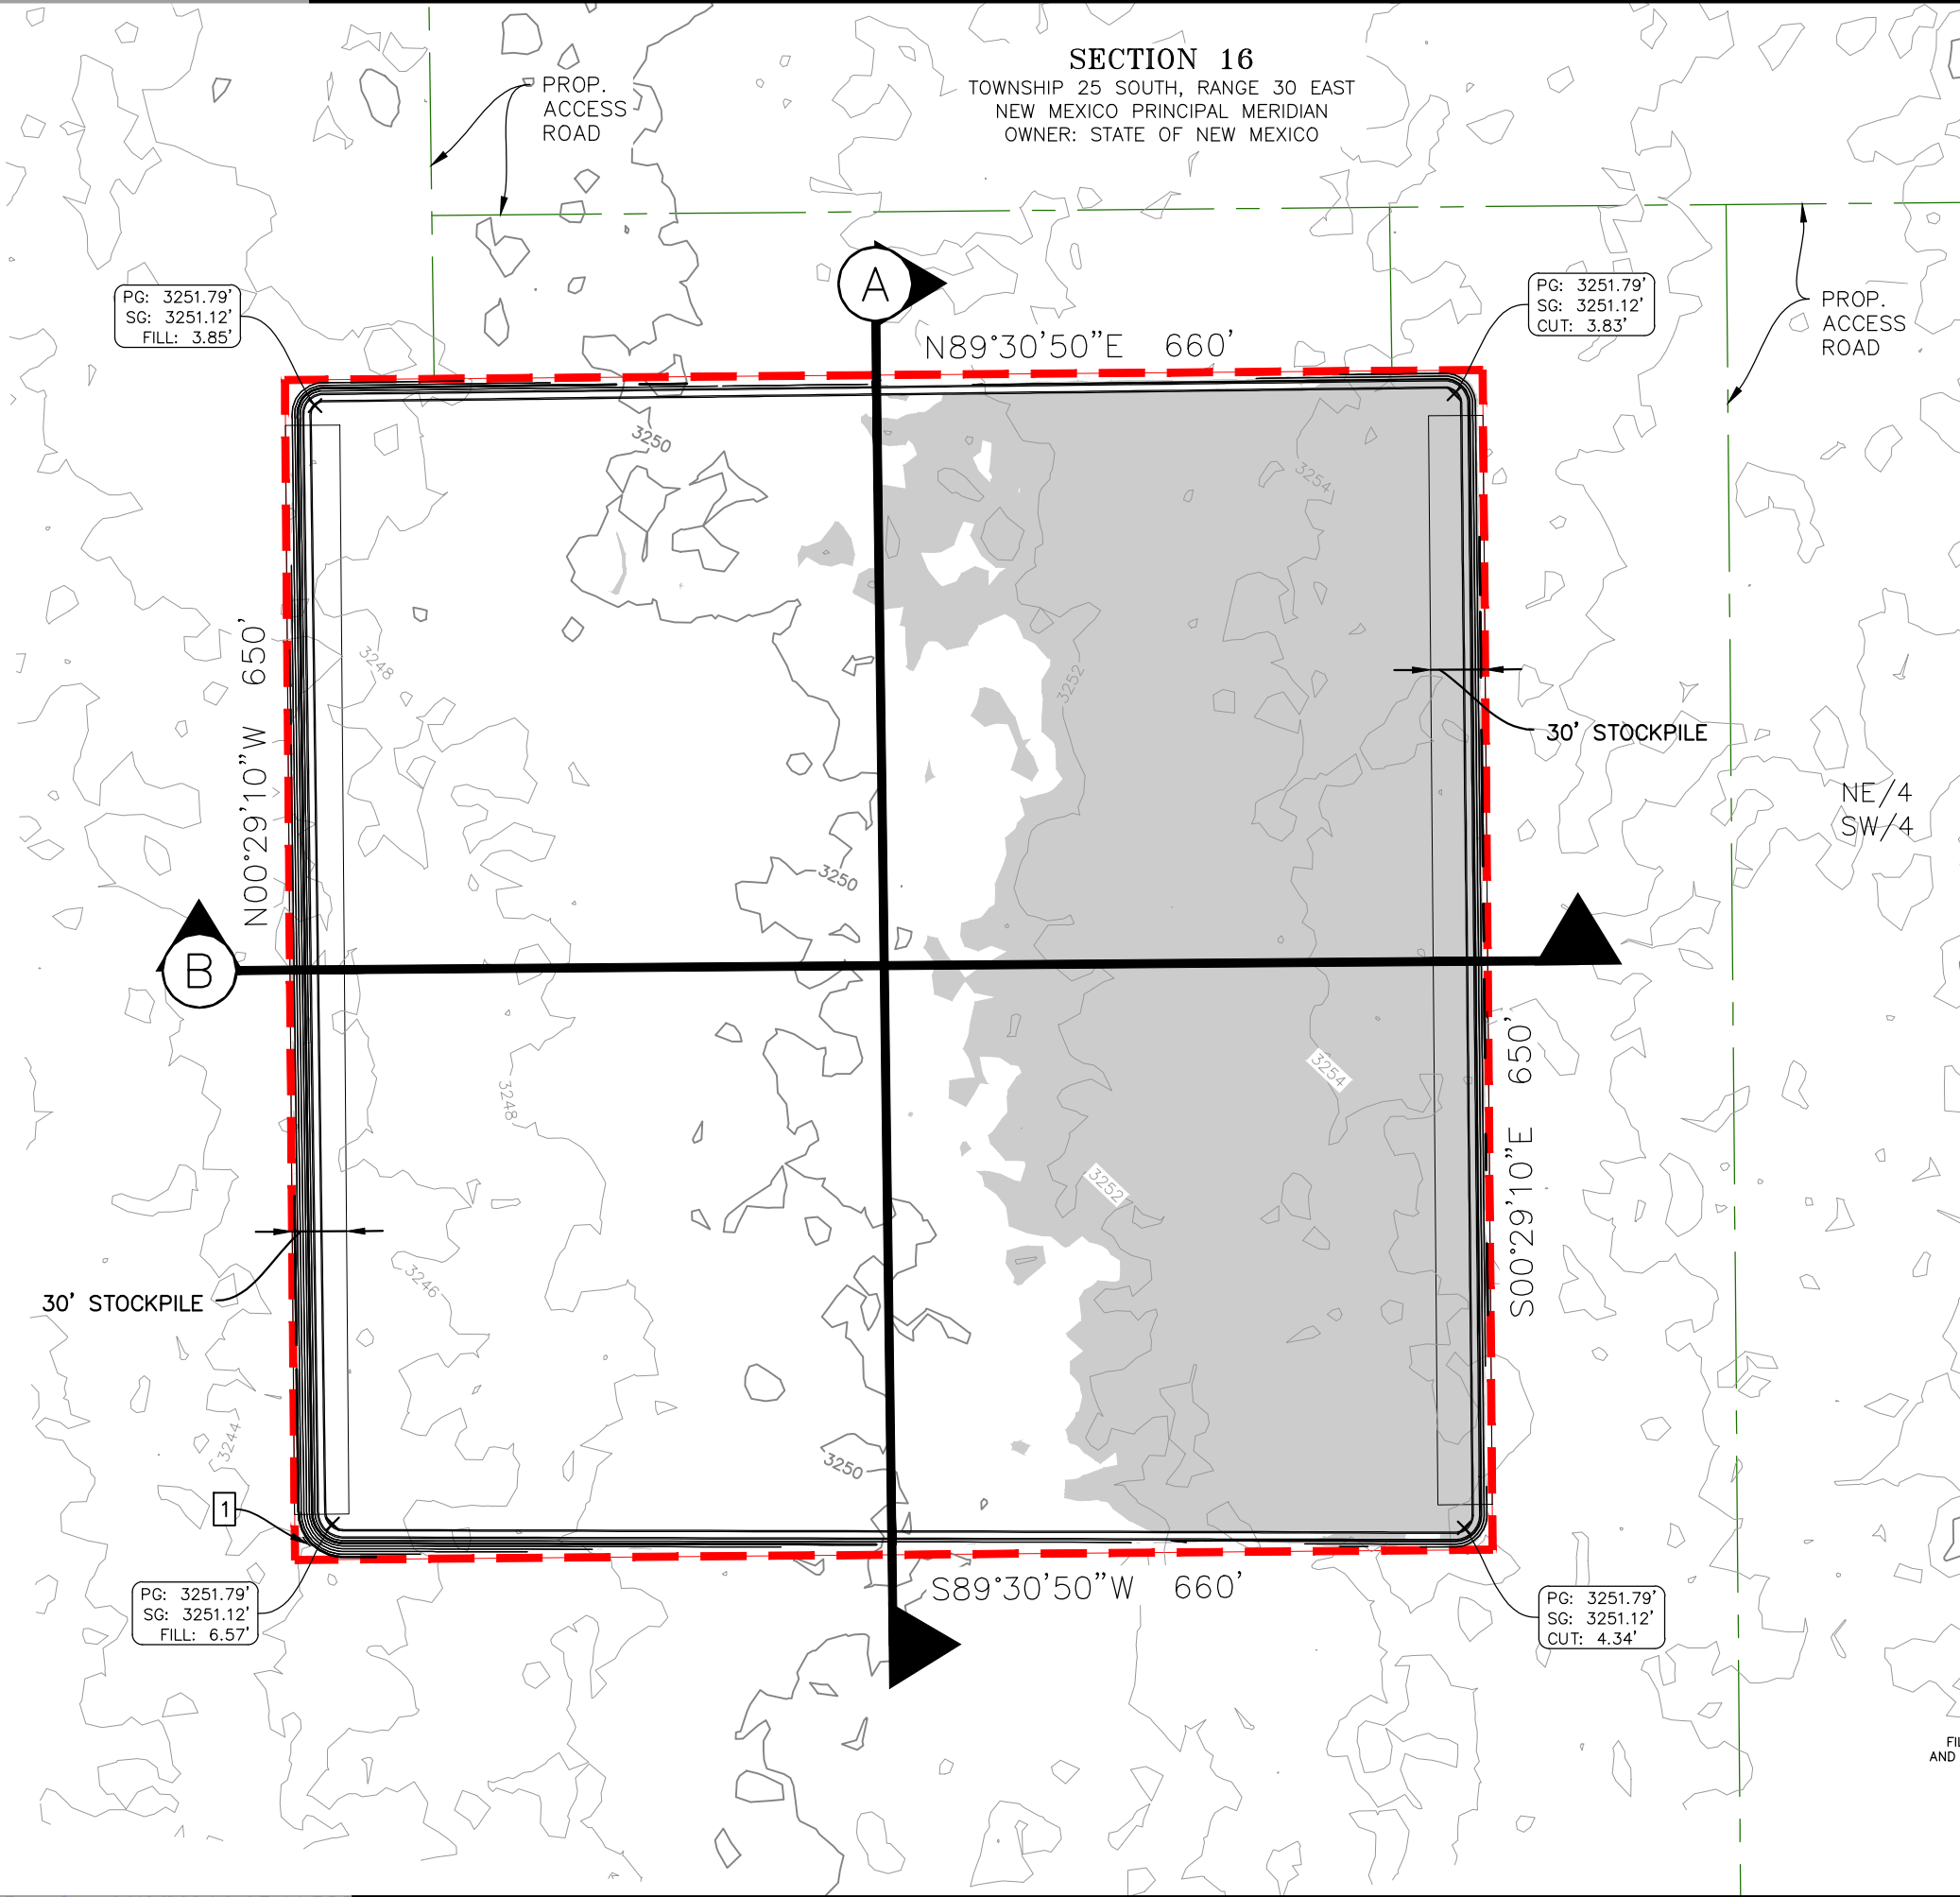 SECTION 16
TOWNSHIP 25 SOUTH, RANGE 30 EAST
NEW MEXICO PRINCIPAL MERIDIAN
OWNER: STATE OF NEW MEXICO
PROP.
ACCESS
ROAD
A
PG: 3251.79'
SG: 3251.12'
FILL: 3.85'
PG: 3251.79'
SG: 3251.12'
CUT: 3.83'
PROP.
ACCESS
ROAD
N89°30'50"E 660'
3250
3254
N00°29'10"W 650'
3248
3252
30' STOCKPILE
NE/4
SW/4
3250
B
3248
3254
S00°29'10"E 650'
3252
3246
30' STOCKPILE
3244
3250
1
PG: 3251.79'
SG: 3251.12'
FILL: 6.57'
S89°30'50"W 660'
PG: 3251.79'
SG: 3251.12'
CUT: 4.34'
AND